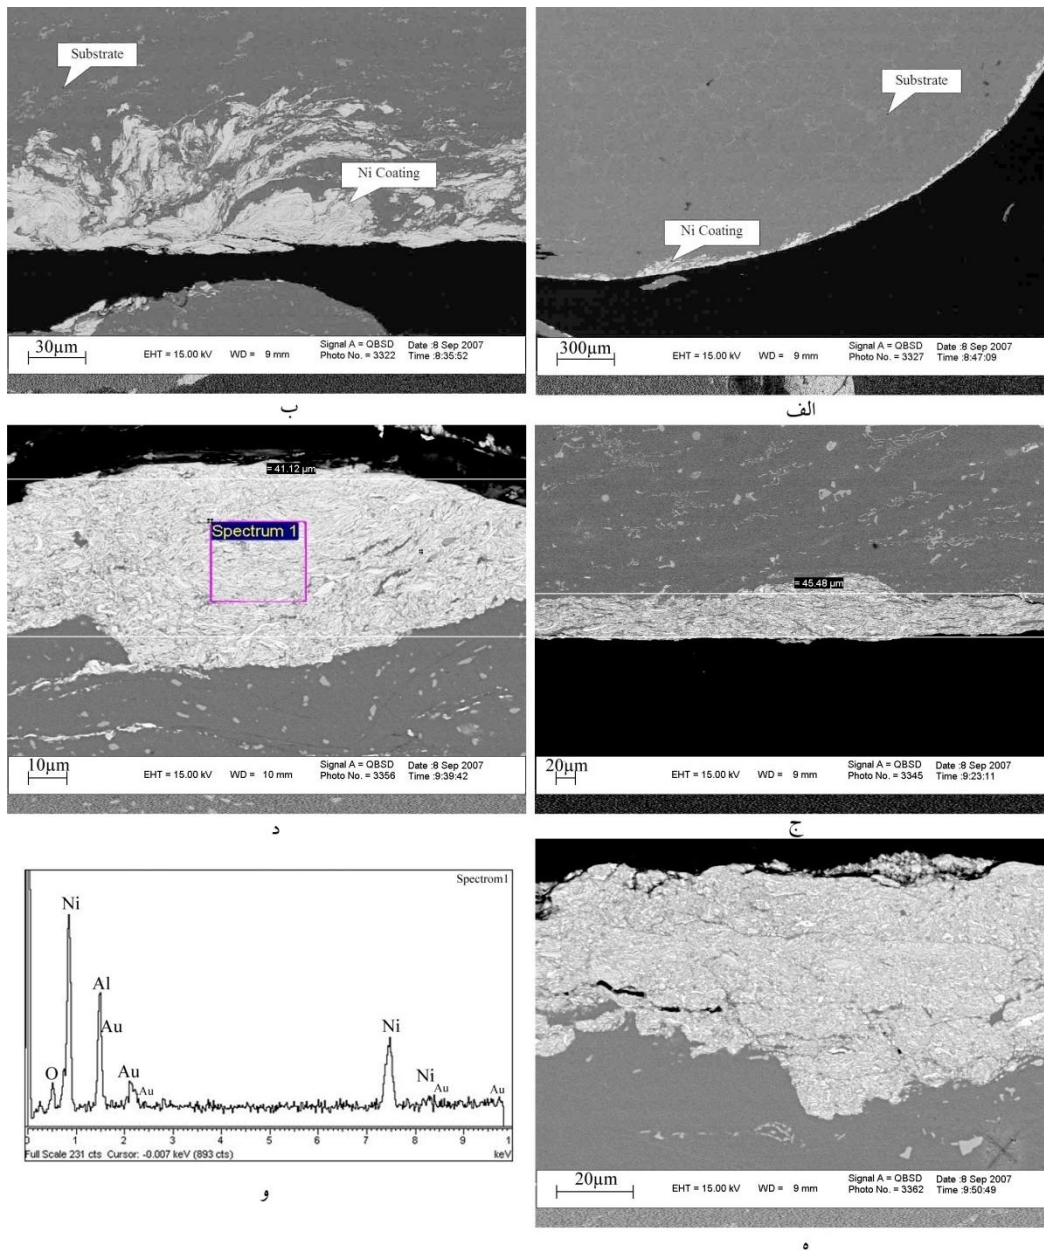 Substrate
Ni Coating
30µm
EHT = 15.00 kV WD = 9 mm
Signal A = QBSD Date :8 Sep 2007
Photo No. = 3322 Time :8:35:52
ب
Substrate
Ni Coating
300µm
EHT = 15.00 kV WD = 9 mm
Signal A = QBSD Date :8 Sep 2007
Photo No. = 3327 Time :8:47:09
الف
= 41.12 µm
Spectrum 1
10µm
EHT = 15.00 kV WD = 10 mm
Signal A = QBSD Date :8 Sep 2007
Photo No. = 3356 Time :9:39:42
د
= 45.48 µm
20µm
EHT = 15.00 kV WD = 9 mm
Signal A = QBSD Date :8 Sep 2007
Photo No. = 3345 Time :9:23:11
ج
Spectrom1
Ni
Al
Au
O
Au
Au
Ni
Ni
Au
Au
0 1 2 3 4 5 6 7 8 9 1
Full Scale 231 cts Cursor: -0.007 keV (893 cts) keV
و
20µm
EHT = 15.00 kV WD = 9 mm
Signal A = QBSD Date :8 Sep 2007
Photo No. = 3362 Time :9:50:49
ه